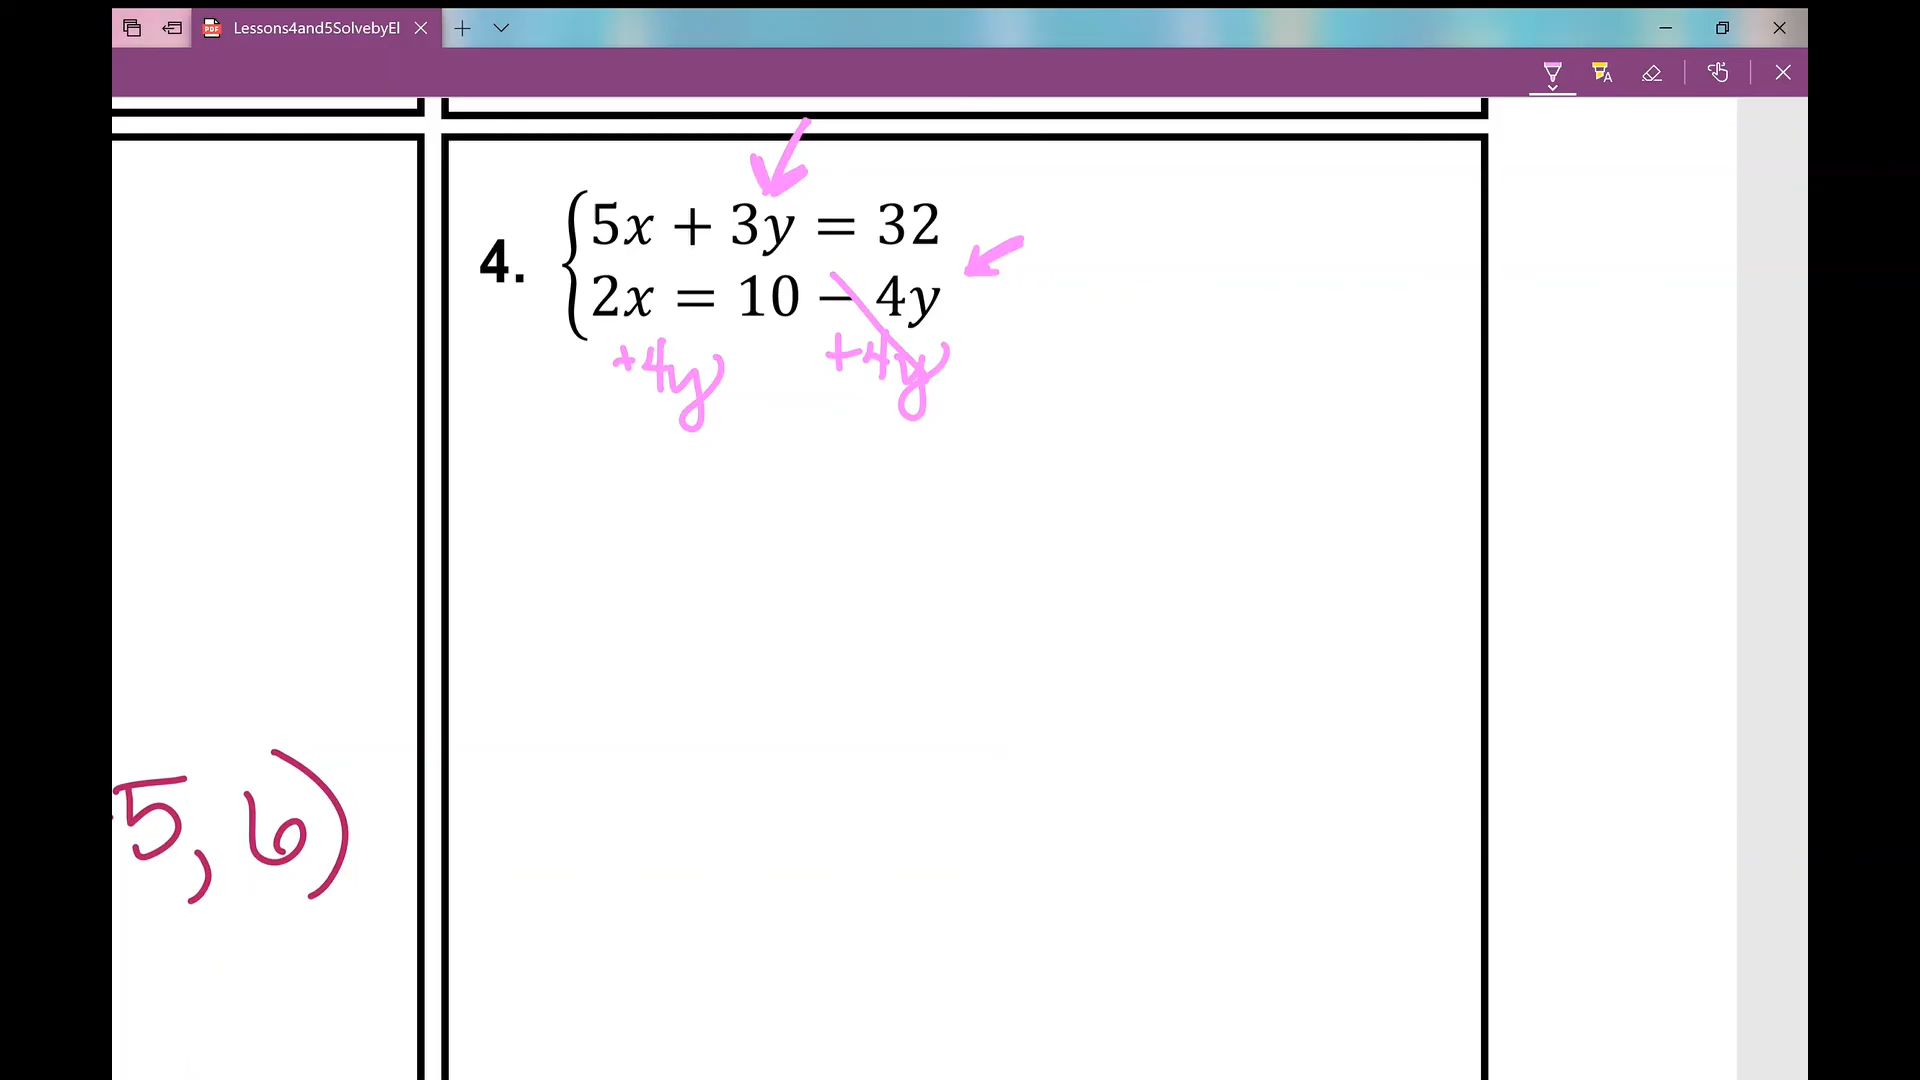 Lessons4and5SolvebyEl
4.
5x + 3y = 32
2x = 10 − 4y
+4y +4y
5, 6)